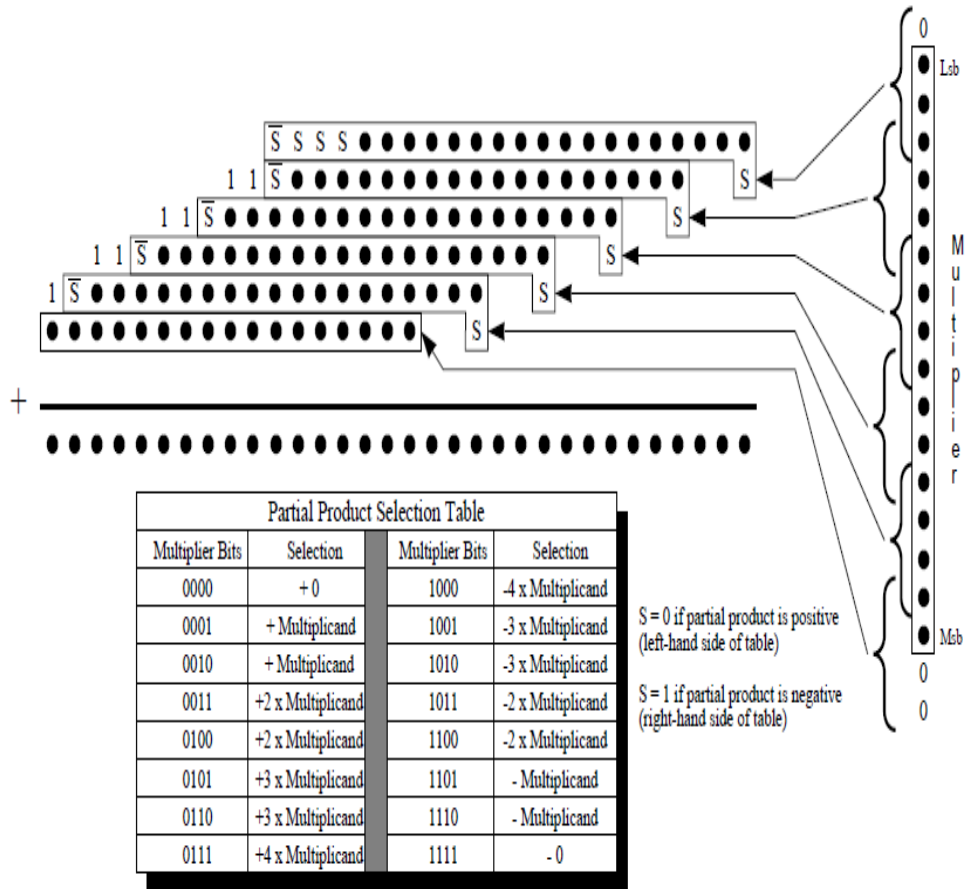 0
Lsb
S̅ S S S
1 1 S̅ S
1 1 S̅ S
1 1 S̅ S
1 S̅ S
S
+
Multiplier
Msb
0
0
Partial Product Selection Table
Multiplier Bits Selection Multiplier Bits Selection
0000 + 0 1000 -4 x Multiplicand
0001 + Multiplicand 1001 -3 x Multiplicand
0010 + Multiplicand 1010 -3 x Multiplicand
0011 +2 x Multiplicand 1011 -2 x Multiplicand
0100 +2 x Multiplicand 1100 -2 x Multiplicand
0101 +3 x Multiplicand 1101 - Multiplicand
0110 +3 x Multiplicand 1110 - Multiplicand
0111 +4 x Multiplicand 1111 - 0
S = 0 if partial product is positive
(left-hand side of table)
S = 1 if partial product is negative
(right-hand side of table)